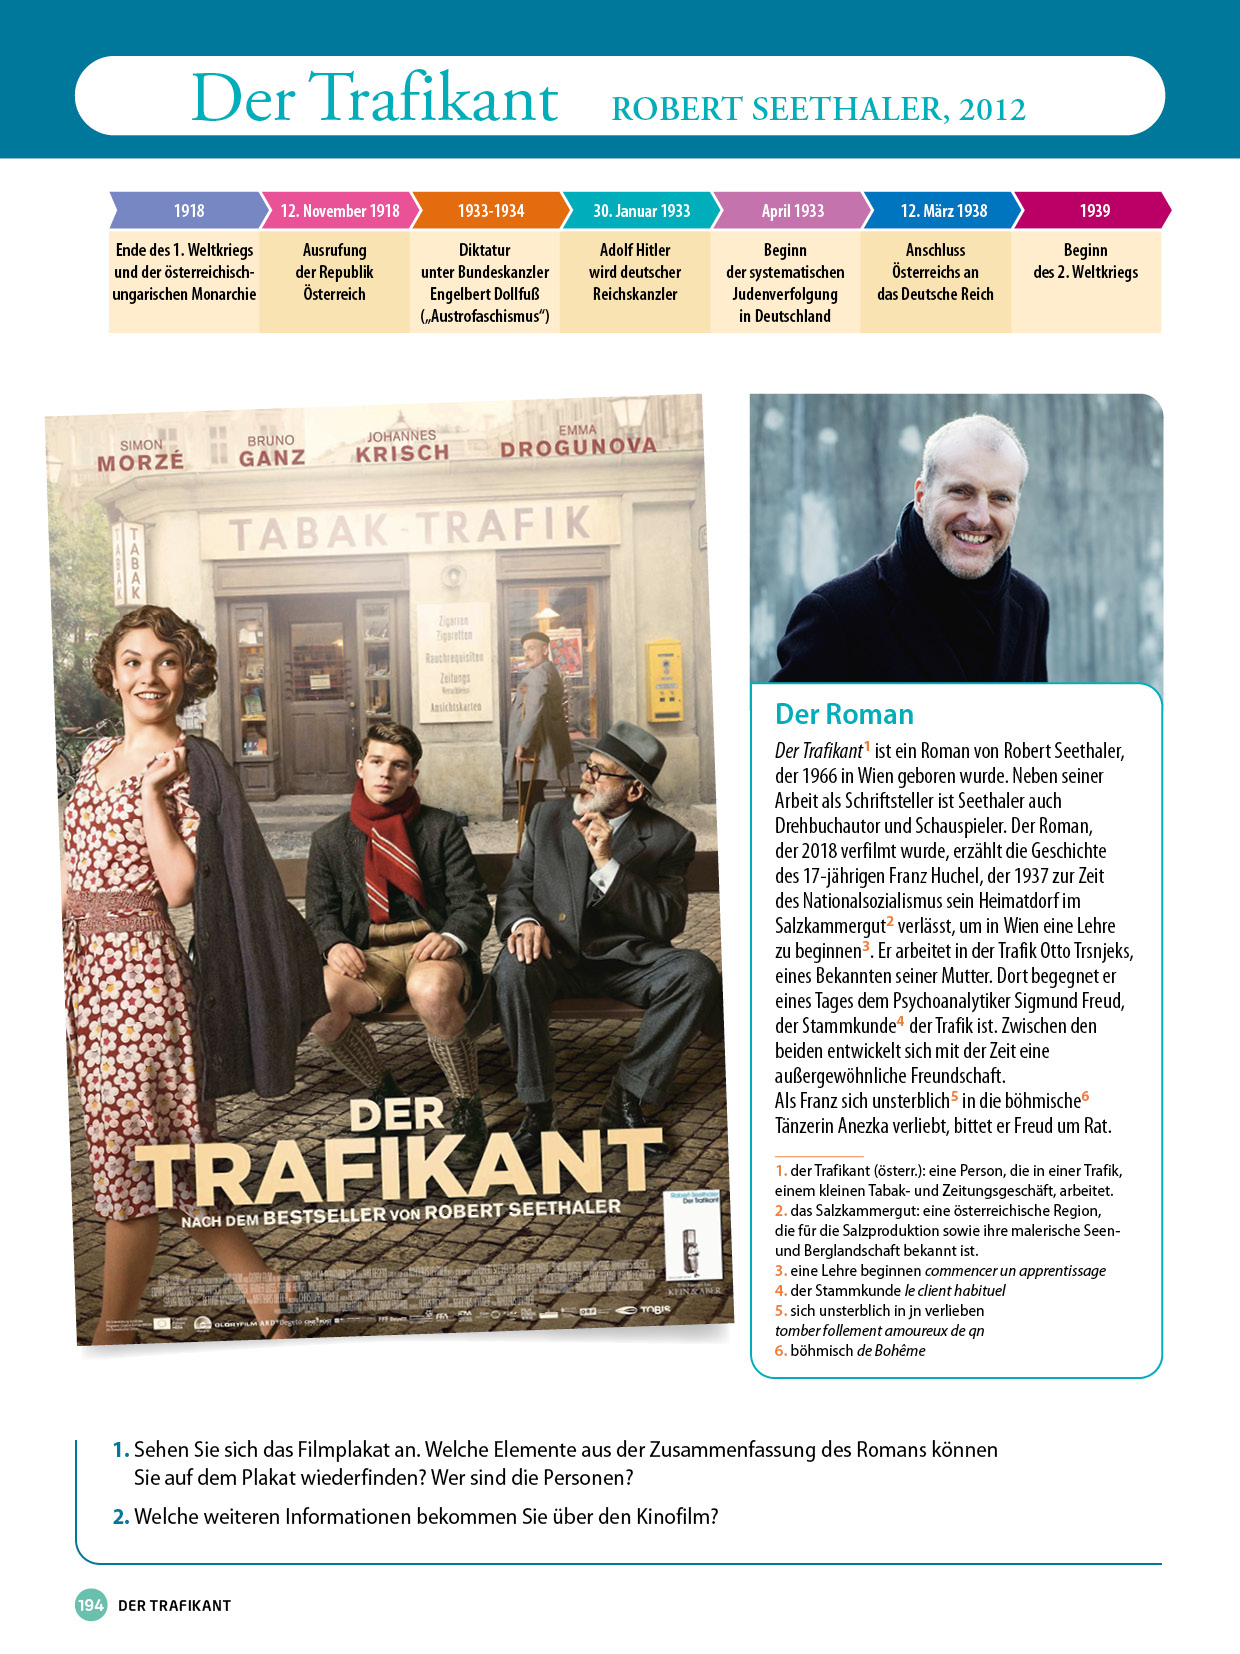 Der Trafikant ROBERT SEETHALER, 2012
1918
12. November 1918
1933-1934
30. Januar 1933
April 1933
12. März 1938
1939
Ende des 1. Weltkriegs
und der österreichisch-
ungarischen Monarchie
Ausrufung
der Republik
Österreich
Diktatur
unter Bundeskanzler
Engelbert Dollfuß
(„Austrofaschismus“)
Adolf Hitler
wird deutscher
Reichskanzler
Beginn
der systematischen
Judenverfolgung
in Deutschland
Anschluss
Österreichs an
das Deutsche Reich
Beginn
des 2. Weltkriegs
SIMON
MORZÉ
BRUNO
GANZ
JOHANNES
KRISCH
EMMA
DROGUNOVA
TABAK-TRAFIK
TABAK
TABAK
Zigarren
Zigaretten
Rauchrequisiten
Zeitungs
Verschleiss
Ansichtskarten
DER
TRAFIKANT
NACH DEM BESTSELLER VON ROBERT SEETHALER
Robert Seethaler
Der Trafikant
KEIN & ABER
GLORYFILM ARD Degeto
TOBIS
Der Roman
Der Trafikant¹ ist ein Roman von Robert Seethaler,
der 1966 in Wien geboren wurde. Neben seiner
Arbeit als Schriftsteller ist Seethaler auch
Drehbuchautor und Schauspieler. Der Roman,
der 2018 verfilmt wurde, erzählt die Geschichte
des 17-jährigen Franz Huchel, der 1937 zur Zeit
des Nationalsozialismus sein Heimatdorf im
Salzkammergut² verlässt, um in Wien eine Lehre
zu beginnen³. Er arbeitet in der Trafik Otto Trsnjeks,
eines Bekannten seiner Mutter. Dort begegnet er
eines Tages dem Psychoanalytiker Sigmund Freud,
der Stammkunde⁴ der Trafik ist. Zwischen den
beiden entwickelt sich mit der Zeit eine
außergewöhnliche Freundschaft.
Als Franz sich unsterblich⁵ in die böhmische⁶
Tänzerin Anezka verliebt, bittet er Freud um Rat.
1. der Trafikant (österr.): eine Person, die in einer Trafik,
einem kleinen Tabak- und Zeitungsgeschäft, arbeitet.
2. das Salzkammergut: eine österreichische Region,
die für die Salzproduktion sowie ihre malerische Seen-
und Berglandschaft bekannt ist.
3. eine Lehre beginnen commencer un apprentissage
4. der Stammkunde le client habituel
5. sich unsterblich in jn verlieben
tomber follement amoureux de qn
6. böhmisch de Bohême
1. Sehen Sie sich das Filmplakat an. Welche Elemente aus der Zusammenfassung des Romans können
Sie auf dem Plakat wiederfinden? Wer sind die Personen?
2. Welche weiteren Informationen bekommen Sie über den Kinofilm?
194 DER TRAFIKANT